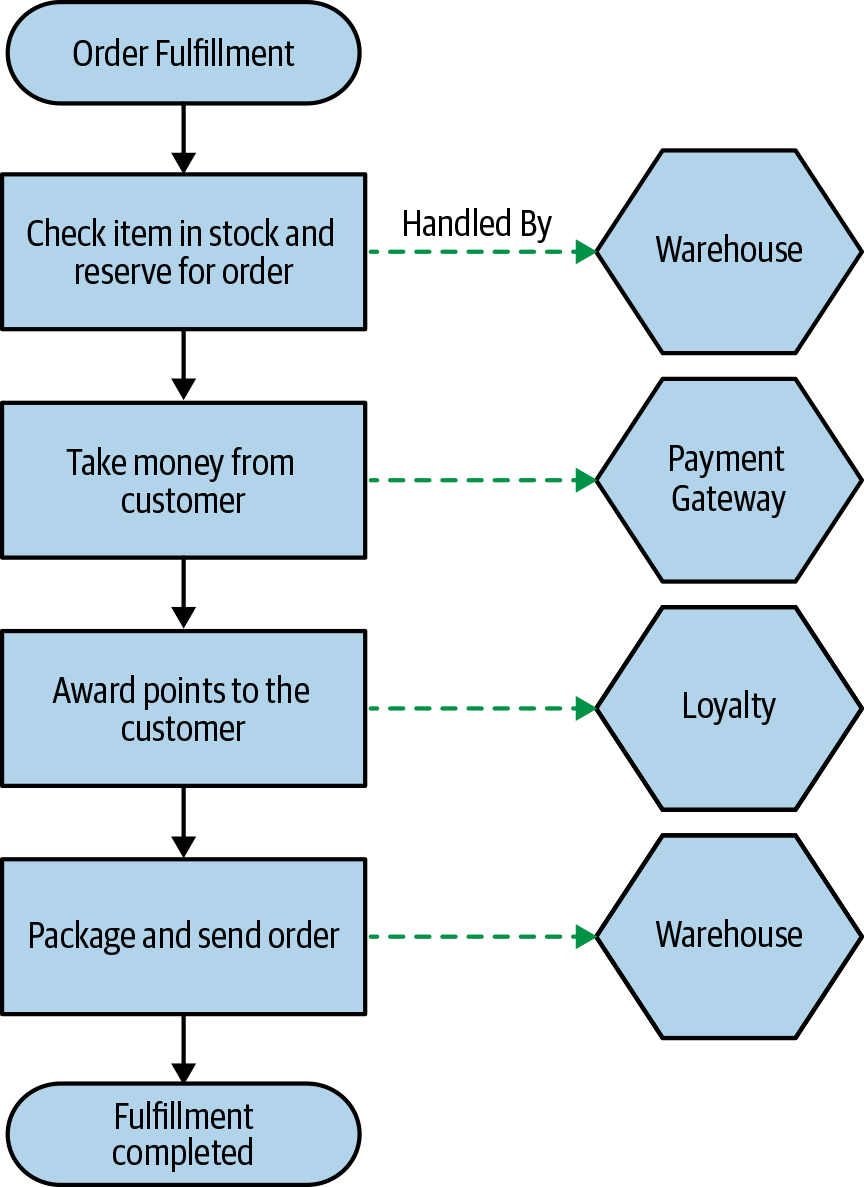 Order Fulfillment
Check item in stock and
reserve for order
Handled By
Warehouse
Take money from
customer
Payment
Gateway
Award points to the
customer
Loyalty
Package and send order
Warehouse
Fulfillment
completed